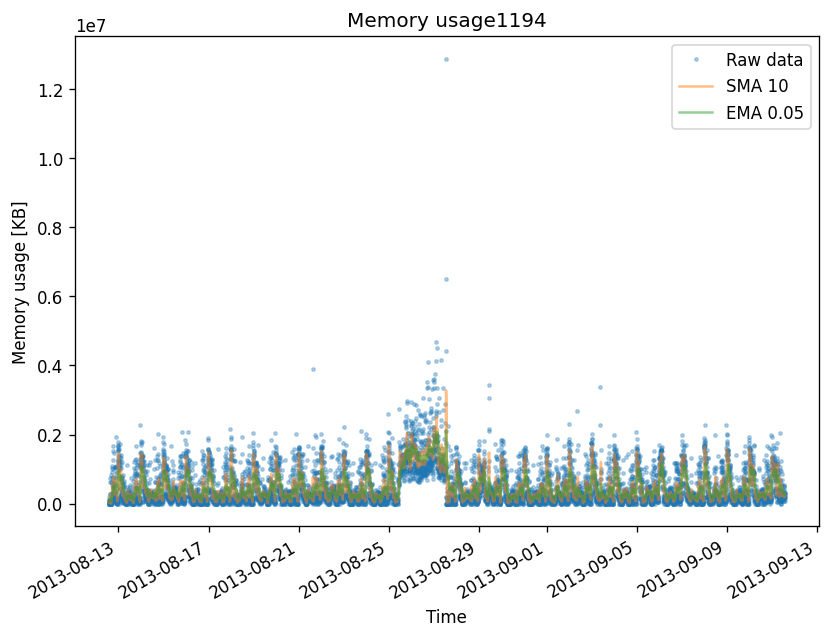 Memory usage1194
1e7
Raw data
SMA 10
EMA 0.05
1.2
1.0
0.8
0.6
0.4
0.2
0.0
Memory usage [KB]
2013-08-13
2013-08-17
2013-08-21
2013-08-25
2013-08-29
2013-09-01
2013-09-05
2013-09-09
2013-09-13
Time